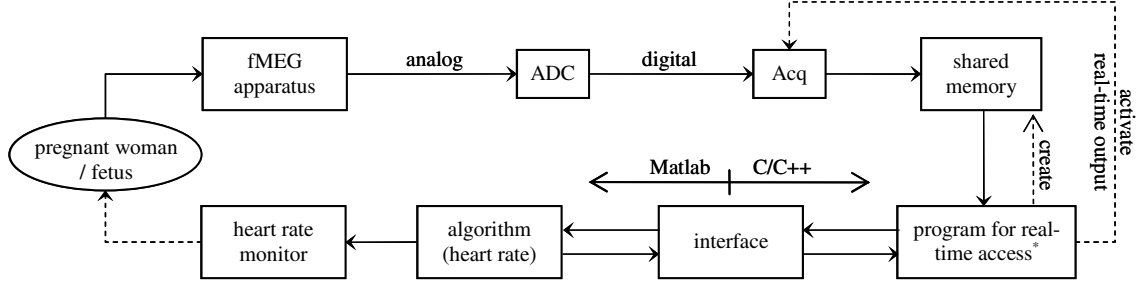 fMEG
apparatus
analog
ADC
digital
Acq
shared
memory
activate
real-time output
pregnant woman
/ fetus
create
Matlab
C/C++
heart rate
monitor
algorithm
(heart rate)
interface
program for real-
time access*